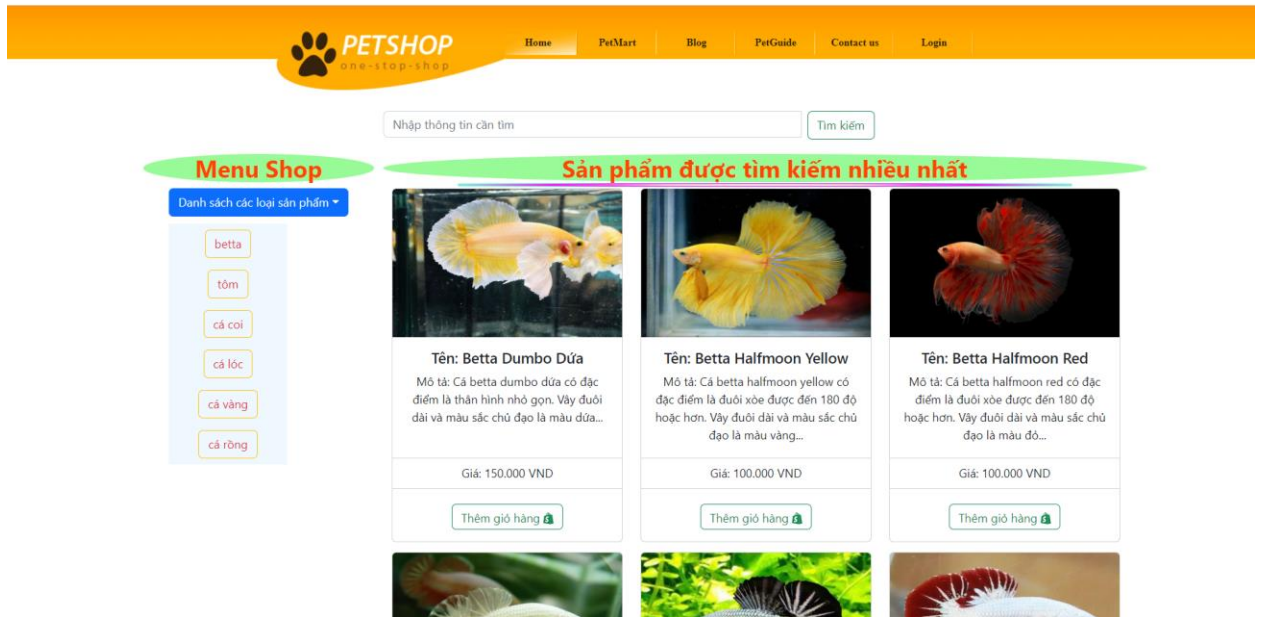 PETSHOP
one-stop-shop
Home PetMart Blog PetGuide Contact us Login
Nhập thông tin cần tìm
Tìm kiếm
Menu Shop
Sản phẩm được tìm kiếm nhiều nhất
Danh sách các loại sản phẩm
betta
tôm
cá coi
cá lóc
cá vàng
cá rồng
Tên: Betta Dumbo Dứa
Mô tả: Cá betta dumbo dứa có đặc
điểm là thân hình nhỏ gọn. Vây đuôi
dài và màu sắc chủ đạo là màu dứa...
Giá: 150.000 VND
Thêm giỏ hàng
Tên: Betta Halfmoon Yellow
Mô tả: Cá betta halfmoon yellow có
đặc điểm là đuôi xòe được đến 180 độ
hoặc hơn. Vây đuôi dài và màu sắc chủ
đạo là màu vàng...
Giá: 100.000 VND
Thêm giỏ hàng
Tên: Betta Halfmoon Red
Mô tả: Cá betta halfmoon red có đặc
điểm là đuôi xòe được đến 180 độ
hoặc hơn. Vây đuôi dài và màu sắc chủ
đạo là màu đỏ...
Giá: 100.000 VND
Thêm giỏ hàng